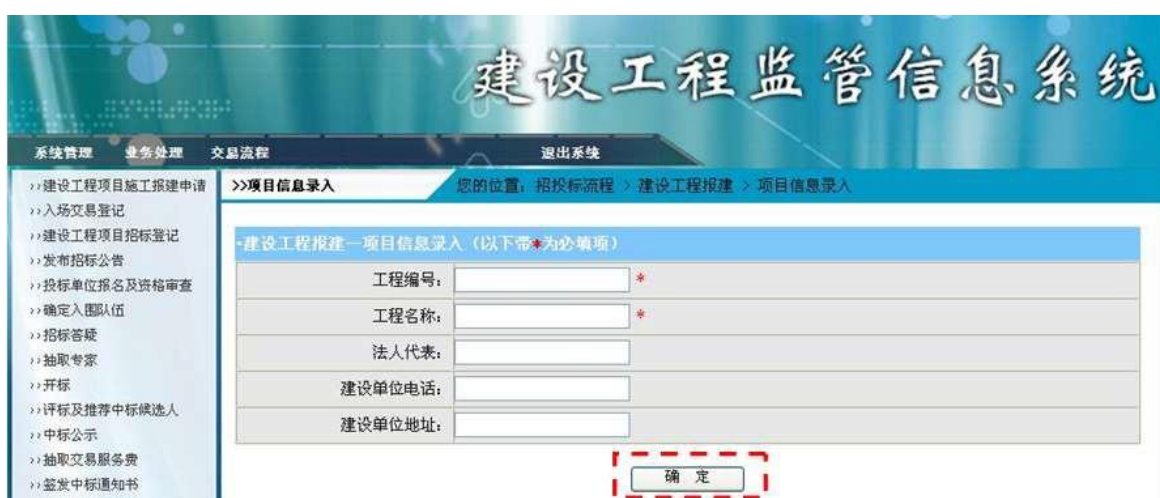 建设工程监管信息系统
系统管理 业务处理 交易流程 退出系统
>>建设工程项目施工报建申请
>>入场交易登记
>>建设工程项目招标登记
>>发布招标公告
>>投标单位报名及资格审查
>>确定入围队伍
>>招标答疑
>>抽取专家
>>开标
>>评标及推荐中标候选人
>>中标公示
>>抽取交易服务费
>>签发中标通知书
>>项目信息录入 您的位置：招投标流程 > 建设工程报建 > 项目信息录入
·建设工程报建—项目信息录入（以下带*为必填项）
工程编号： *
工程名称： *
法人代表：
建设单位电话：
建设单位地址：
确 定